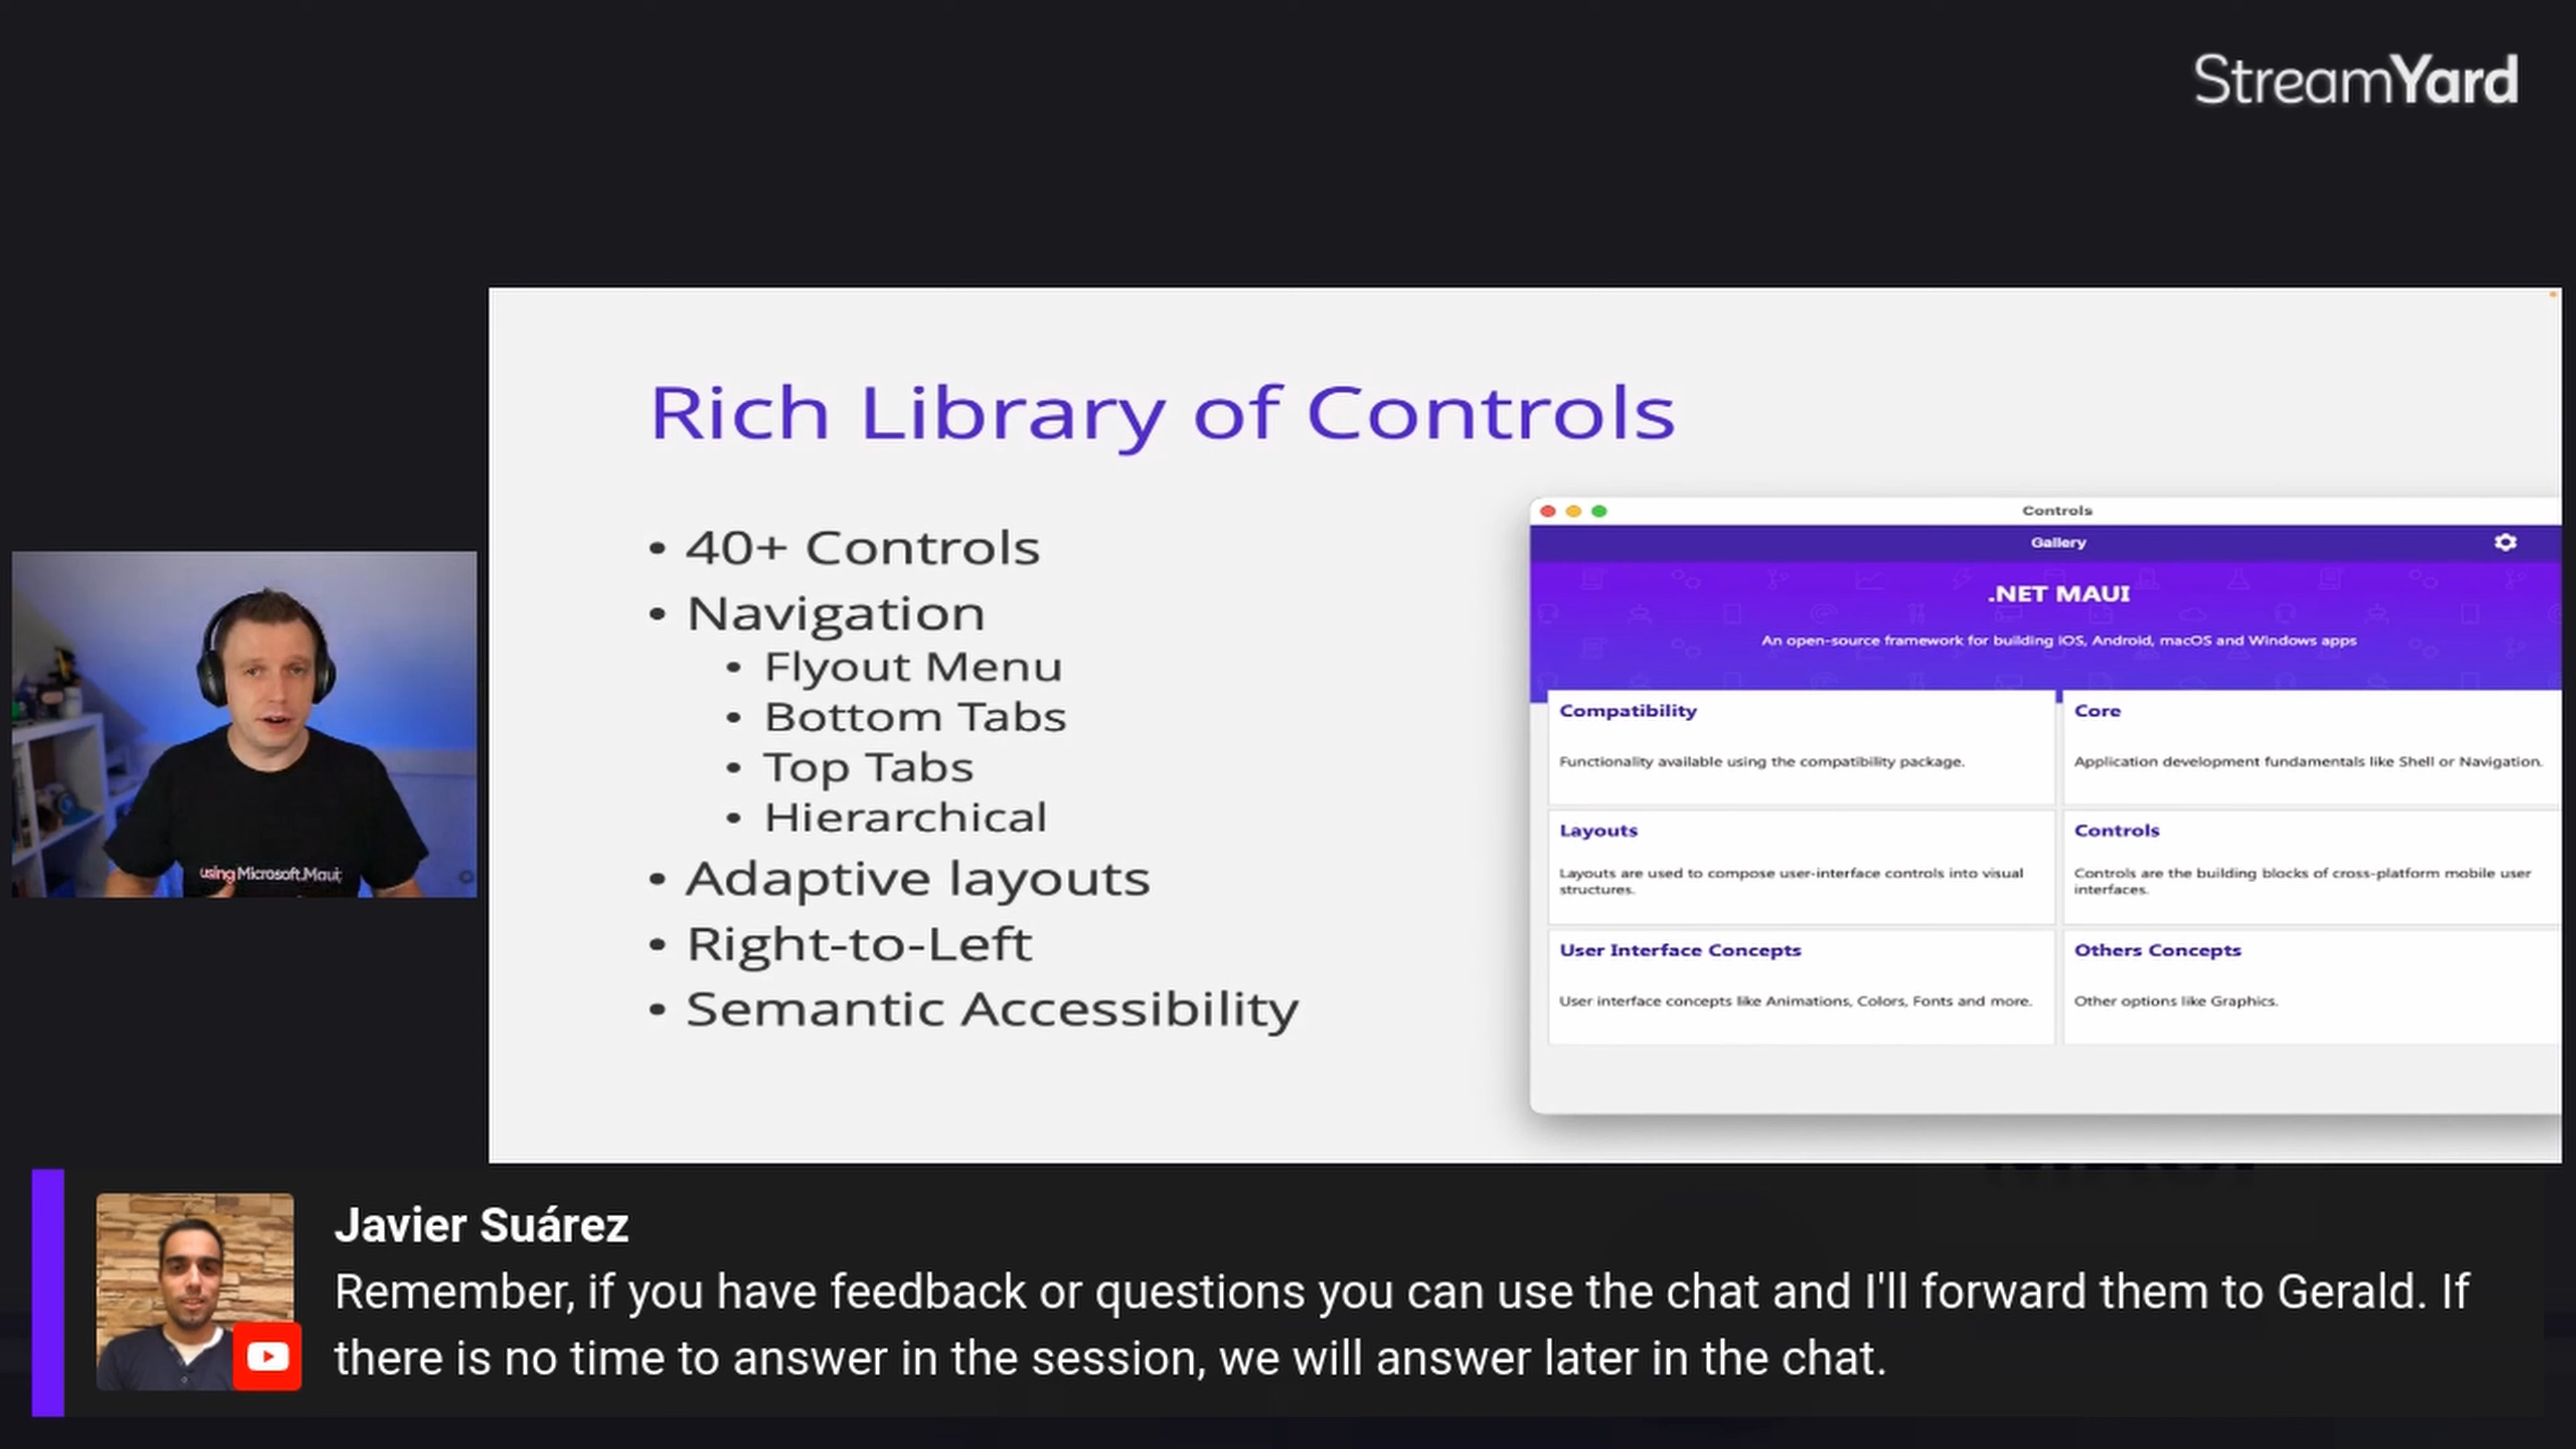 StreamYard
Rich Library of Controls
• 40+ Controls
• Navigation
• Flyout Menu
• Bottom Tabs
• Top Tabs
• Hierarchical
• Adaptive layouts
• Right-to-Left
• Semantic Accessibility
Controls
Gallery
.NET MAUI
An open-source framework for building iOS, Android, macOS and Windows apps
Compatibility
Functionality available using the compatibility package.
Core
Application development fundamentals like Shell or Navigation.
Layouts
Layouts are used to compose user-interface controls into visual
structures.
Controls
Controls are the building blocks of cross-platform mobile user
interfaces.
User Interface Concepts
User interface concepts like Animations, Colors, Fonts and more.
Others Concepts
Other options like Graphics.
using Microsoft.Maui;
Javier Suárez
Remember, if you have feedback or questions you can use the chat and I'll forward them to Gerald. If
there is no time to answer in the session, we will answer later in the chat.